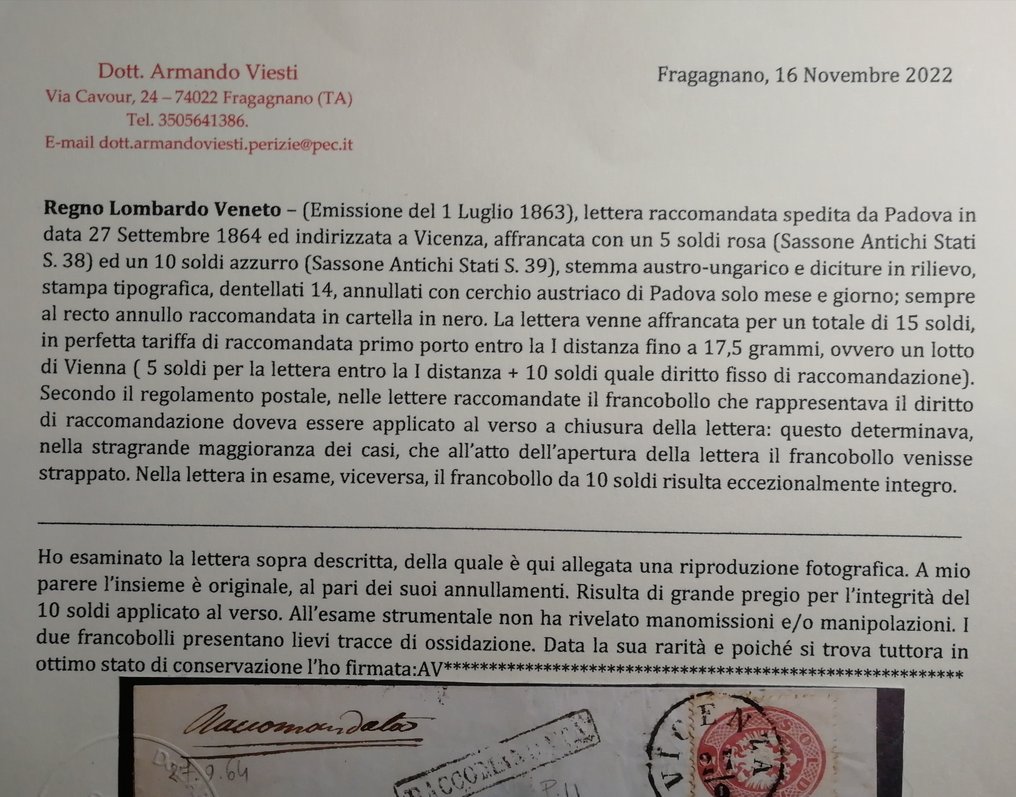 Dott. Armando Viesti
Via Cavour, 24 – 74022 Fragagnano (TA)
Tel. 3505641386.
E-mail dott.armandoviesti.perizie@pec.it
Fragagnano, 16 Novembre 2022
Regno Lombardo Veneto – (Emissione del 1 Luglio 1863), lettera raccomandata spedita da Padova in
data 27 Settembre 1864 ed indirizzata a Vicenza, affrancata con un 5 soldi rosa (Sassone Antichi Stati
S. 38) ed un 10 soldi azzurro (Sassone Antichi Stati S. 39), stemma austro-ungarico e diciture in rilievo,
stampa tipografica, dentellati 14, annullati con cerchio austriaco di Padova solo mese e giorno; sempre
al recto annullo raccomandata in cartella in nero. La lettera venne affrancata per un totale di 15 soldi,
in perfetta tariffa di raccomandata primo porto entro la I distanza fino a 17,5 grammi, ovvero un lotto
di Vienna ( 5 soldi per la lettera entro la I distanza + 10 soldi quale diritto fisso di raccomandazione).
Secondo il regolamento postale, nelle lettere raccomandate il francobollo che rappresentava il diritto
di raccomandazione doveva essere applicato al verso a chiusura della lettera: questo determinava,
nella stragrande maggioranza dei casi, che all'atto dell'apertura della lettera il francobollo venisse
strappato. Nella lettera in esame, viceversa, il francobollo da 10 soldi risulta eccezionalmente integro.
Ho esaminato la lettera sopra descritta, della quale è qui allegata una riproduzione fotografica. A mio
parere l'insieme è originale, al pari dei suoi annullamenti. Risulta di grande pregio per l'integrità del
10 soldi applicato al verso. All'esame strumentale non ha rivelato manomissioni e/o manipolazioni. I
due francobolli presentano lievi tracce di ossidazione. Data la sua rarità e poiché si trova tuttora in
ottimo stato di conservazione l'ho firmata:AV*********************************************************
Raccomandata
27.9.64
RACCOMANDATA
VICENZA